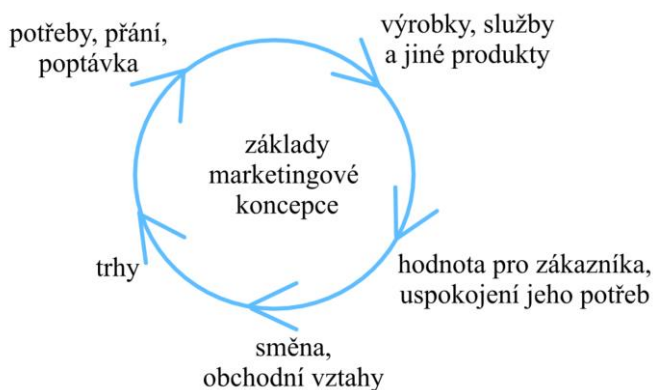 potřeby, přání,
poptávka
výrobky, služby
a jiné produkty
základy
marketingové
koncepce
hodnota pro zákazníka,
uspokojení jeho potřeb
směna,
obchodní vztahy
trhy